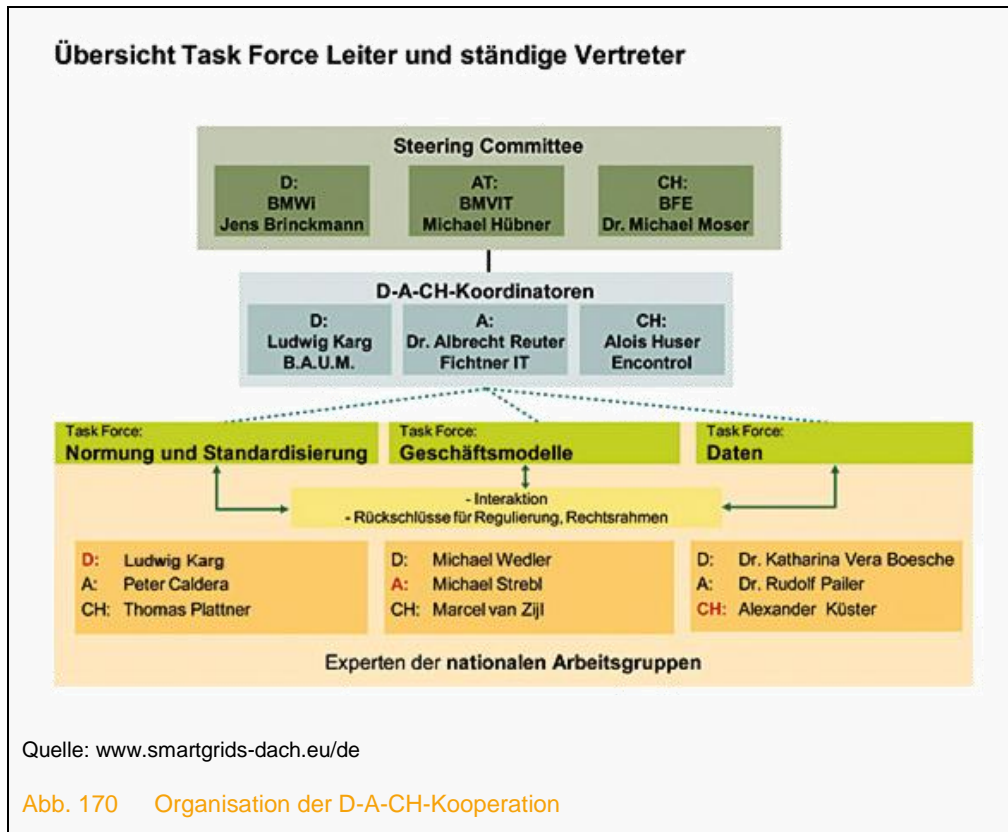 Übersicht Task Force Leiter und ständige Vertreter
Steering Committee
D:
BMWi
Jens Brinckmann
AT:
BMVIT
Michael Hübner
CH:
BFE
Dr. Michael Moser
D-A-CH-Koordinatoren
D:
Ludwig Karg
B.A.U.M.
A:
Dr. Albrecht Reuter
Fichtner IT
CH:
Alois Huser
Encontrol
Task Force:
Normung und Standardisierung
Task Force:
Geschäftsmodelle
Task Force:
Daten
- Interaktion
- Rückschlüsse für Regulierung, Rechtsrahmen
D: Ludwig Karg
A: Peter Caldera
CH: Thomas Plattner
D: Michael Wedler
A: Michael Strebl
CH: Marcel van Zijl
D: Dr. Katharina Vera Boesche
A: Dr. Rudolf Pailer
CH: Alexander Küster
Experten der nationalen Arbeitsgruppen
Quelle: www.smartgrids-dach.eu/de
Abb. 170 Organisation der D-A-CH-Kooperation